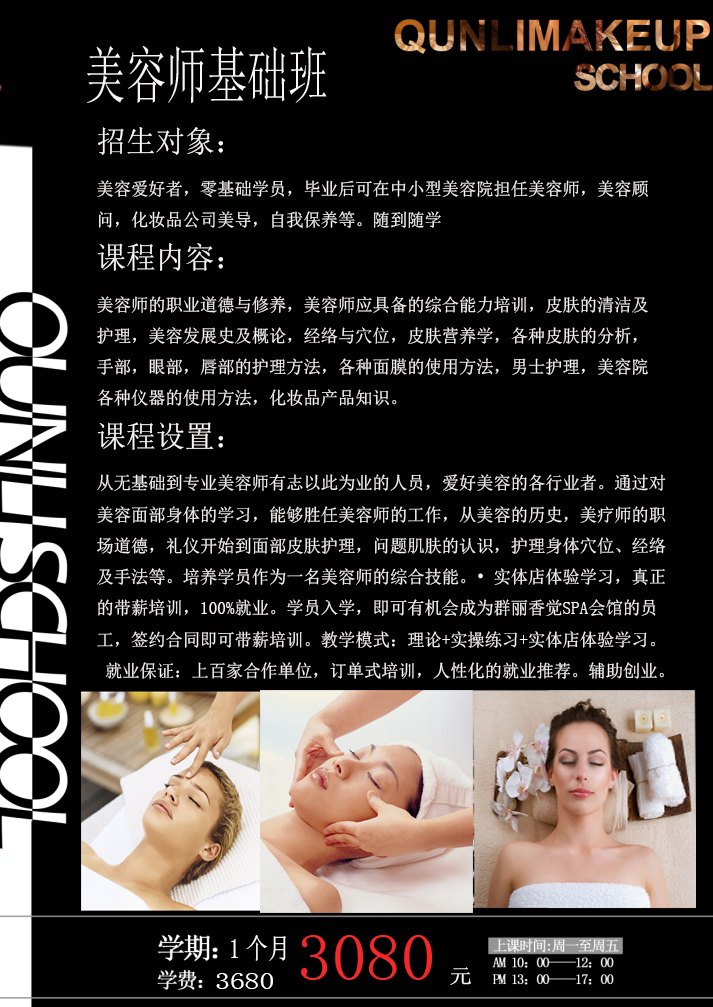 QUNLIMAKEUP
SCHOOL
美容师基础班
招生对象：
美容爱好者，零基础学员，毕业后可在中小型美容院担任美容师，美容顾
问，化妆品公司美导，自我保养等。随到随学
课程内容：
美容师的职业道德与修养，美容师应具备的综合能力培训，皮肤的清洁及
护理，美容发展史及概论，经络与穴位，皮肤营养学，各种皮肤的分析，
手部，眼部，唇部的护理方法，各种面膜的使用方法，男士护理，美容院
各种仪器的使用方法，化妆品产品知识。
课程设置：
从无基础到专业美容师有志以此为业的人员，爱好美容的各行业者。通过对
美容面部身体的学习，能够胜任美容师的工作，从美容的历史，美疗师的职
场道德，礼仪开始到面部皮肤护理，问题肌肤的认识，护理身体穴位、经络
及手法等。培养学员作为一名美容师的综合技能。• 实体店体验学习，真正
的带薪培训，100%就业。学员入学，即可有机会成为群丽香觉SPA会馆的员
工，签约合同即可带薪培训。教学模式：理论+实操练习+实体店体验学习。
就业保证：上百家合作单位，订单式培训，人性化的就业推荐。辅助创业。
QUNLISCHOOL
学期：1个月
学费：3680
3080元
上课时间:周一至周五
AM 10：00——12：00
PM 13：00——17：00